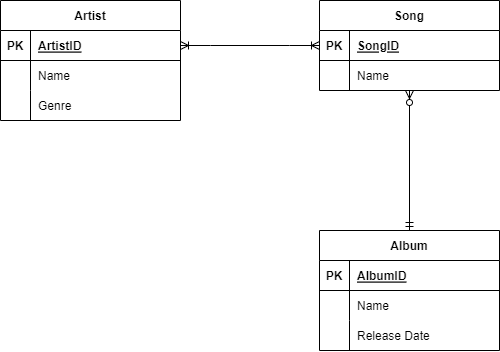 Artist
PK ArtistID
Name
Genre
Song
PK SongID
Name
Album
PK AlbumID
Name
Release Date